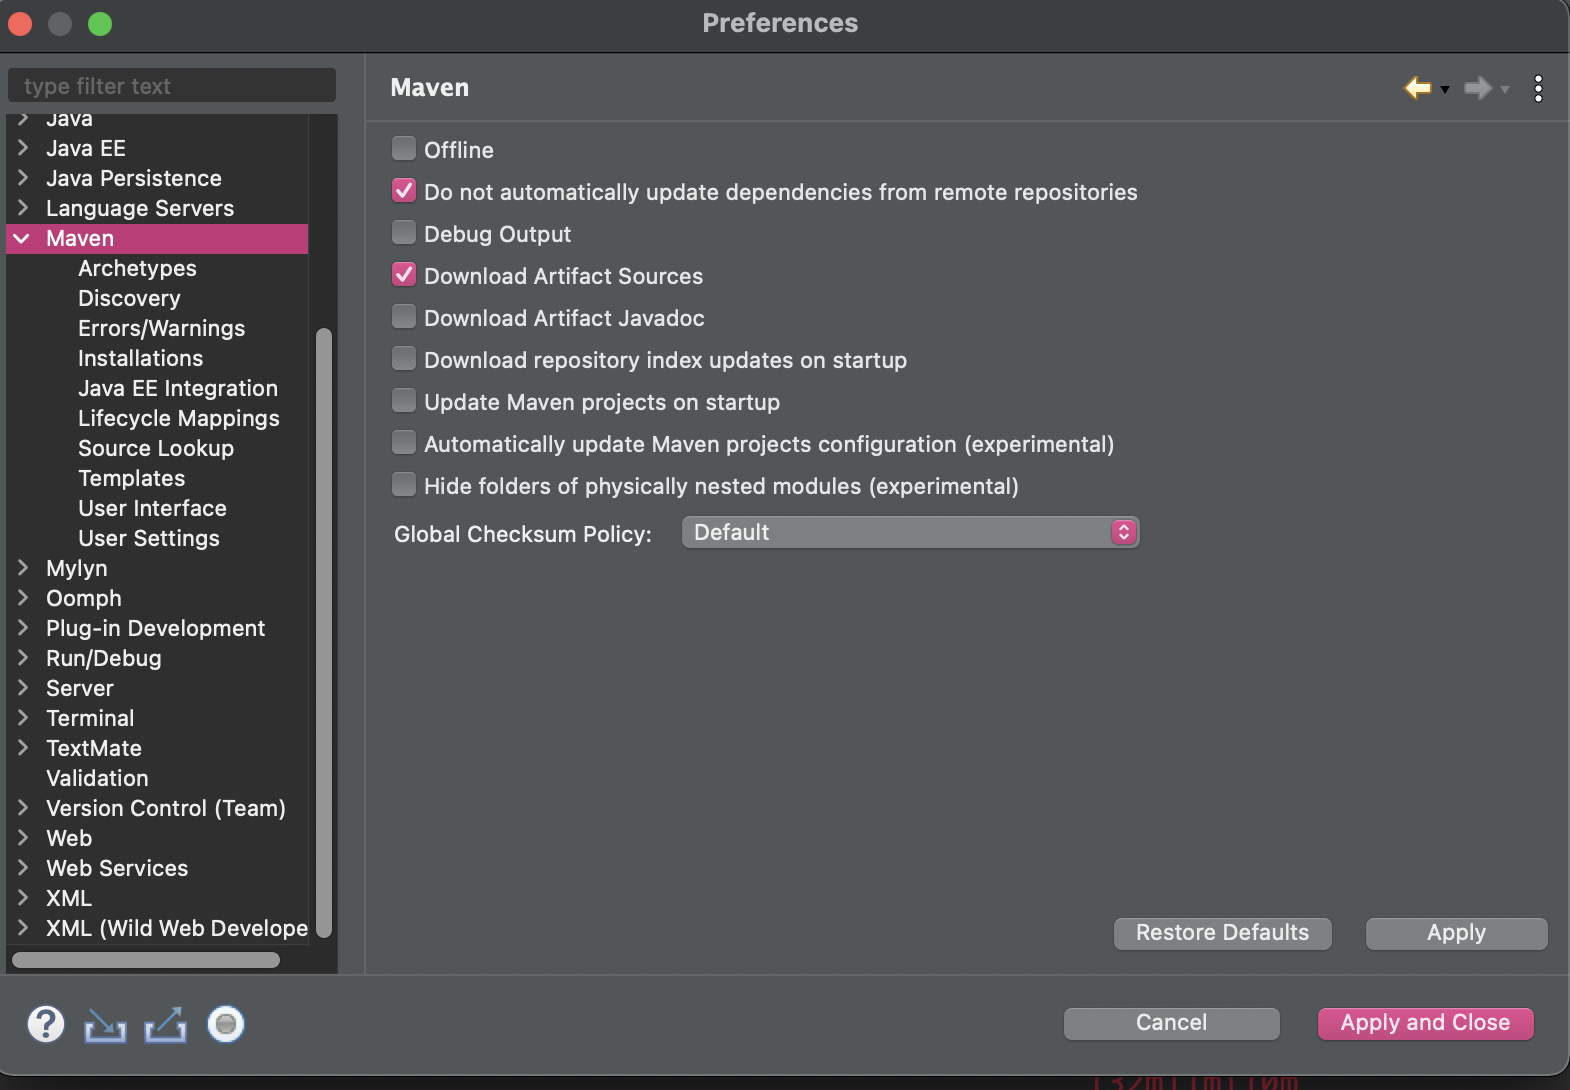 Preferences
type filter text
Java
Java EE
Java Persistence
Language Servers
Maven
Archetypes
Discovery
Errors/Warnings
Installations
Java EE Integration
Lifecycle Mappings
Source Lookup
Templates
User Interface
User Settings
Mylyn
Oomph
Plug-in Development
Run/Debug
Server
Terminal
TextMate
Validation
Version Control (Team)
Web
Web Services
XML
XML (Wild Web Develope
Maven
Offline
Do not automatically update dependencies from remote repositories
Debug Output
Download Artifact Sources
Download Artifact Javadoc
Download repository index updates on startup
Update Maven projects on startup
Automatically update Maven projects configuration (experimental)
Hide folders of physically nested modules (experimental)
Global Checksum Policy: Default
Restore Defaults Apply
? Cancel Apply and Close